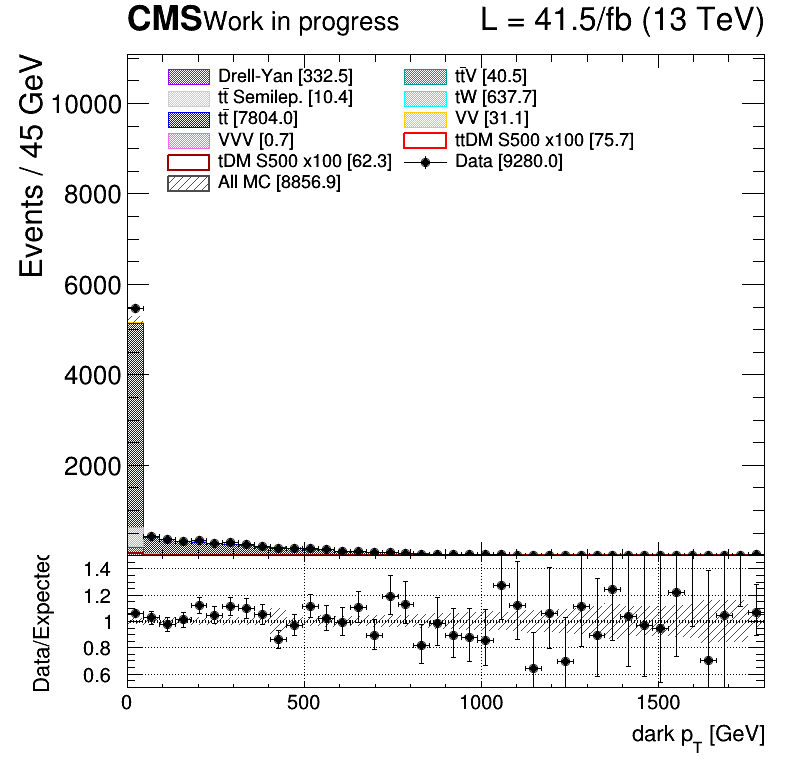 CMS Work in progress L = 41.5/fb (13 TeV)
Events / 45 GeV
10000
8000
6000
4000
2000
Drell-Yan [332.5]
tt̄ Semilep. [10.4]
tt̄ [7804.0]
VVV [0.7]
tDM S500 x100 [62.3]
All MC [8856.9]
tt̄V [40.5]
tW [637.7]
VV [31.1]
ttDM S500 x100 [75.7]
Data [9280.0]
Data/Expected
1.4
1.2
1
0.8
0.6
0 500 1000 1500
dark p_T [GeV]